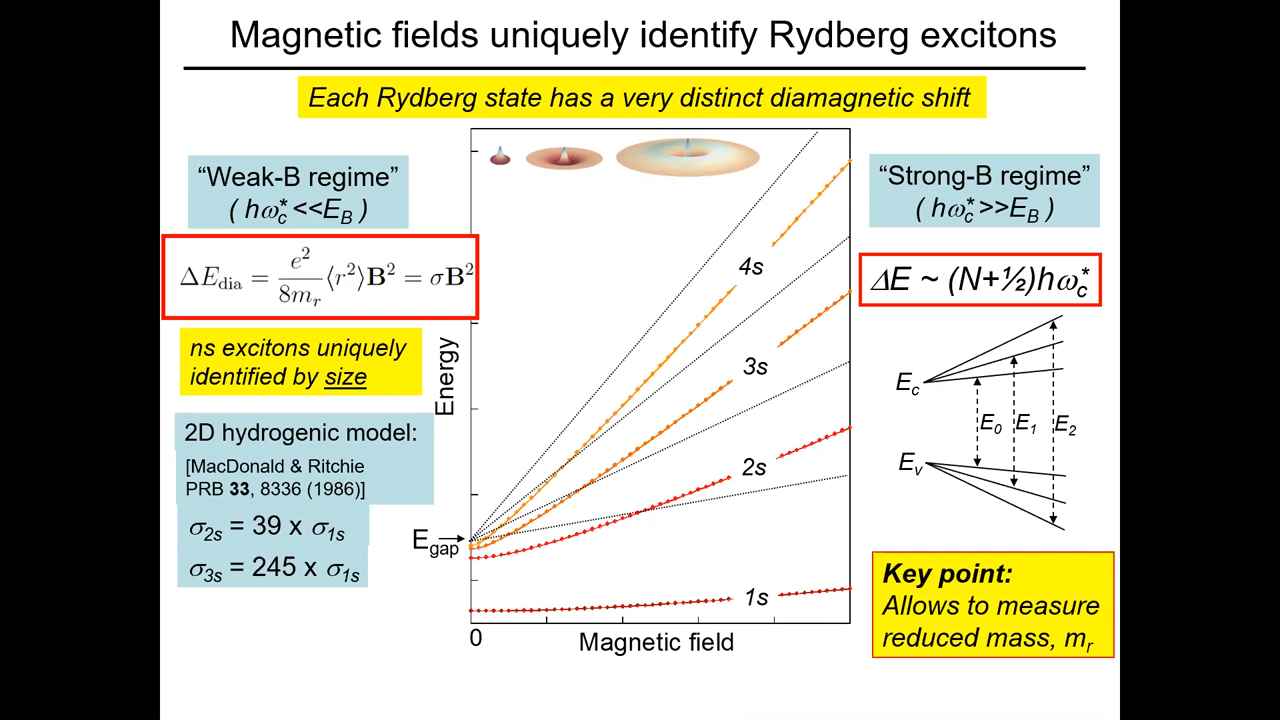 Magnetic fields uniquely identify Rydberg excitons
Each Rydberg state has a very distinct diamagnetic shift
“Weak-B regime”
( hω*c <<EB )
ΔEdia = e²/8mr ⟨r²⟩B² = σB²
ns excitons uniquely
identified by size
2D hydrogenic model:
[MacDonald & Ritchie
PRB 33, 8336 (1986)]
σ2s = 39 x σ1s
σ3s = 245 x σ1s
Energy
Egap
4s
3s
2s
1s
0
Magnetic field
“Strong-B regime”
( hω*c >>EB )
ΔE ~ (N+½)hω*c
Ec
E0 E1 E2
Ev
Key point:
Allows to measure
reduced mass, mr